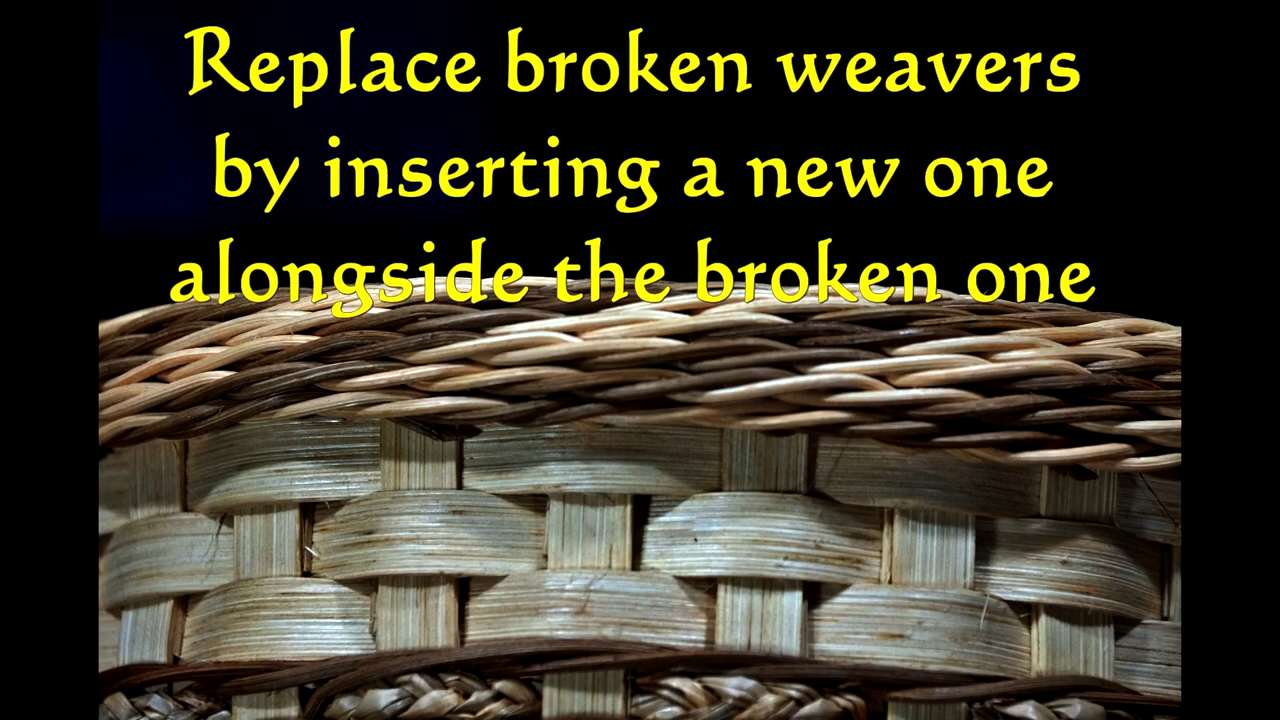 Replace broken weavers
by inserting a new one
alongside the broken one